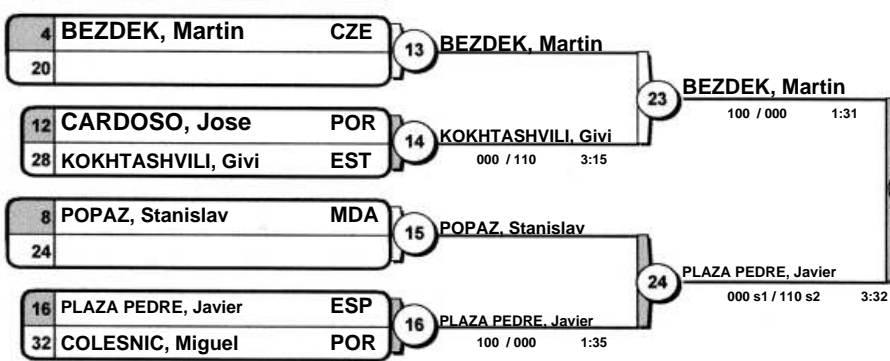 4 BEZDEK, Martin CZE
20
13 BEZDEK, Martin
12 CARDOSO, Jose POR
28 KOKHTASHVILI, Givi EST
14 KOKHTASHVILI, Givi
000 / 110 3:15
23 BEZDEK, Martin
100 / 000 1:31
8 POPAZ, Stanislav MDA
24
15 POPAZ, Stanislav
16 PLAZA PEDRE, Javier ESP
32 COLESNIC, Miguel POR
16 PLAZA PEDRE, Javier
100 / 000 1:35
24 PLAZA PEDRE, Javier
000 s1 / 110 s2 3:32